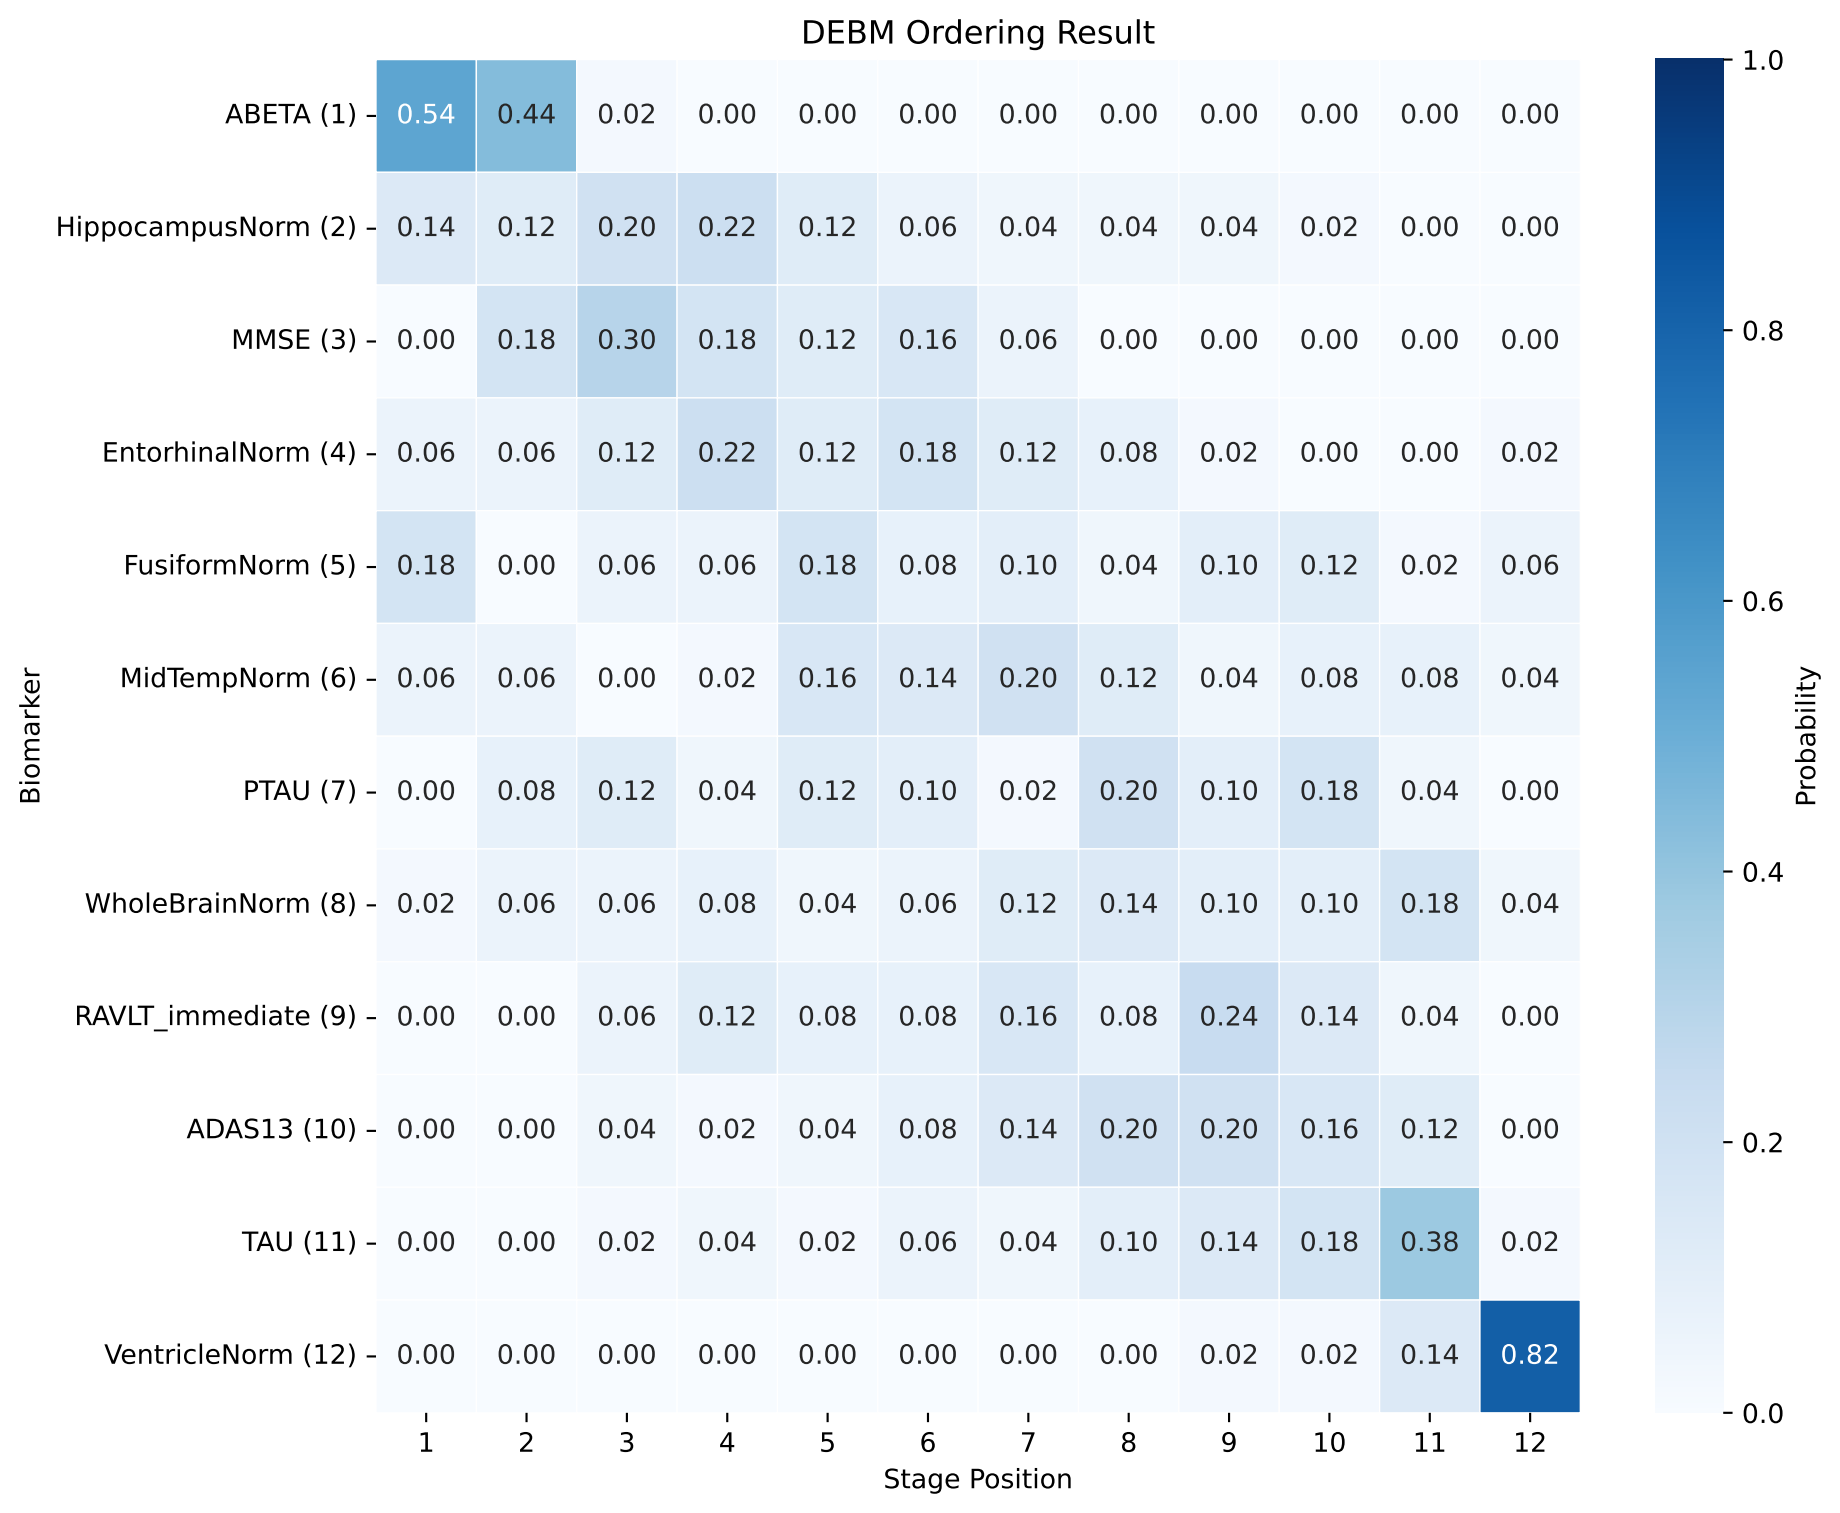 DEBM Ordering Result
ABETA (1) 0.54 0.44 0.02 0.00 0.00 0.00 0.00 0.00 0.00 0.00 0.00 0.00
HippocampusNorm (2) 0.14 0.12 0.20 0.22 0.12 0.06 0.04 0.04 0.04 0.02 0.00 0.00
MMSE (3) 0.00 0.18 0.30 0.18 0.12 0.16 0.06 0.00 0.00 0.00 0.00 0.00
EntorhinalNorm (4) 0.06 0.06 0.12 0.22 0.12 0.18 0.12 0.08 0.02 0.00 0.00 0.02
FusiformNorm (5) 0.18 0.00 0.06 0.06 0.18 0.08 0.10 0.04 0.10 0.12 0.02 0.06
MidTempNorm (6) 0.06 0.06 0.00 0.02 0.16 0.14 0.20 0.12 0.04 0.08 0.08 0.04
PTAU (7) 0.00 0.08 0.12 0.04 0.12 0.10 0.02 0.20 0.10 0.18 0.04 0.00
WholeBrainNorm (8) 0.02 0.06 0.06 0.08 0.04 0.06 0.12 0.14 0.10 0.10 0.18 0.04
RAVLT_immediate (9) 0.00 0.00 0.06 0.12 0.08 0.08 0.16 0.08 0.24 0.14 0.04 0.00
ADAS13 (10) 0.00 0.00 0.04 0.02 0.04 0.08 0.14 0.20 0.20 0.16 0.12 0.00
TAU (11) 0.00 0.00 0.02 0.04 0.02 0.06 0.04 0.10 0.14 0.18 0.38 0.02
VentricleNorm (12) 0.00 0.00 0.00 0.00 0.00 0.00 0.00 0.00 0.02 0.02 0.14 0.82
1 2 3 4 5 6 7 8 9 10 11 12
Stage Position
Biomarker
1.0
0.8
0.6
0.4
0.2
0.0
Probability